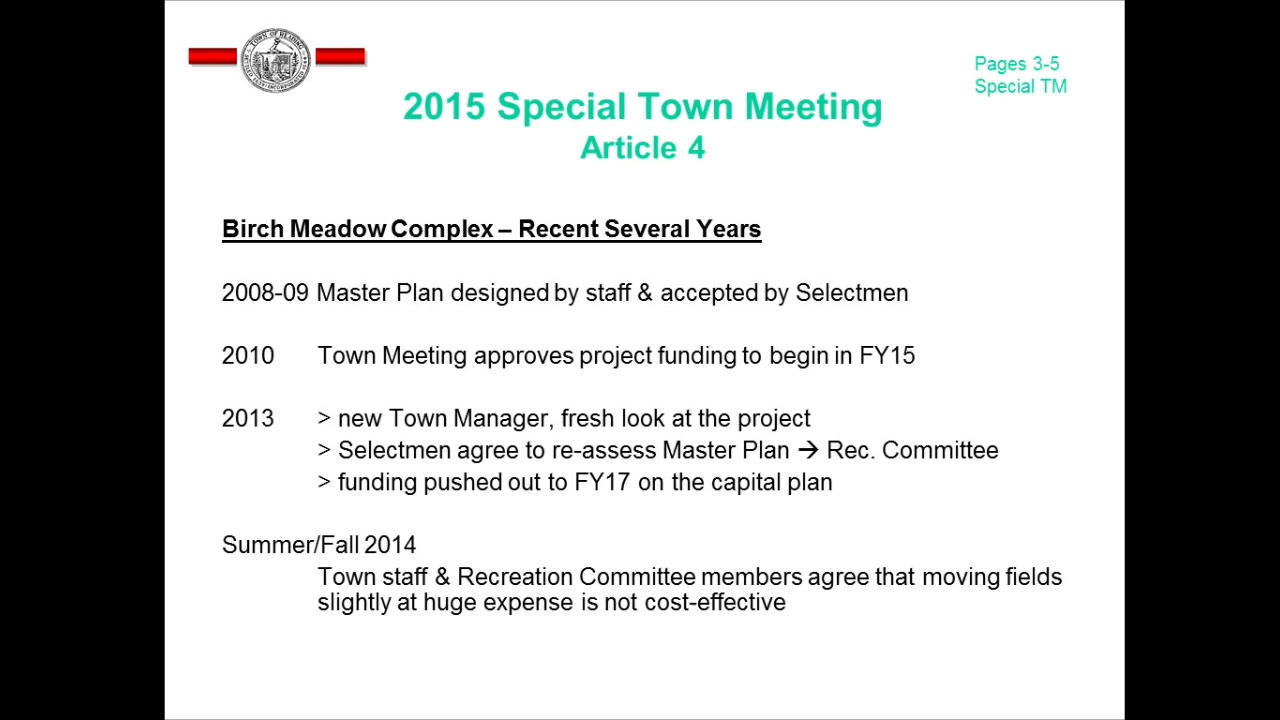 TOWN OF READING
Pages 3-5
Special TM
2015 Special Town Meeting
Article 4
Birch Meadow Complex – Recent Several Years
2008-09 Master Plan designed by staff & accepted by Selectmen
2010 Town Meeting approves project funding to begin in FY15
2013 > new Town Manager, fresh look at the project
> Selectmen agree to re-assess Master Plan → Rec. Committee
> funding pushed out to FY17 on the capital plan
Summer/Fall 2014
Town staff & Recreation Committee members agree that moving fields
slightly at huge expense is not cost-effective